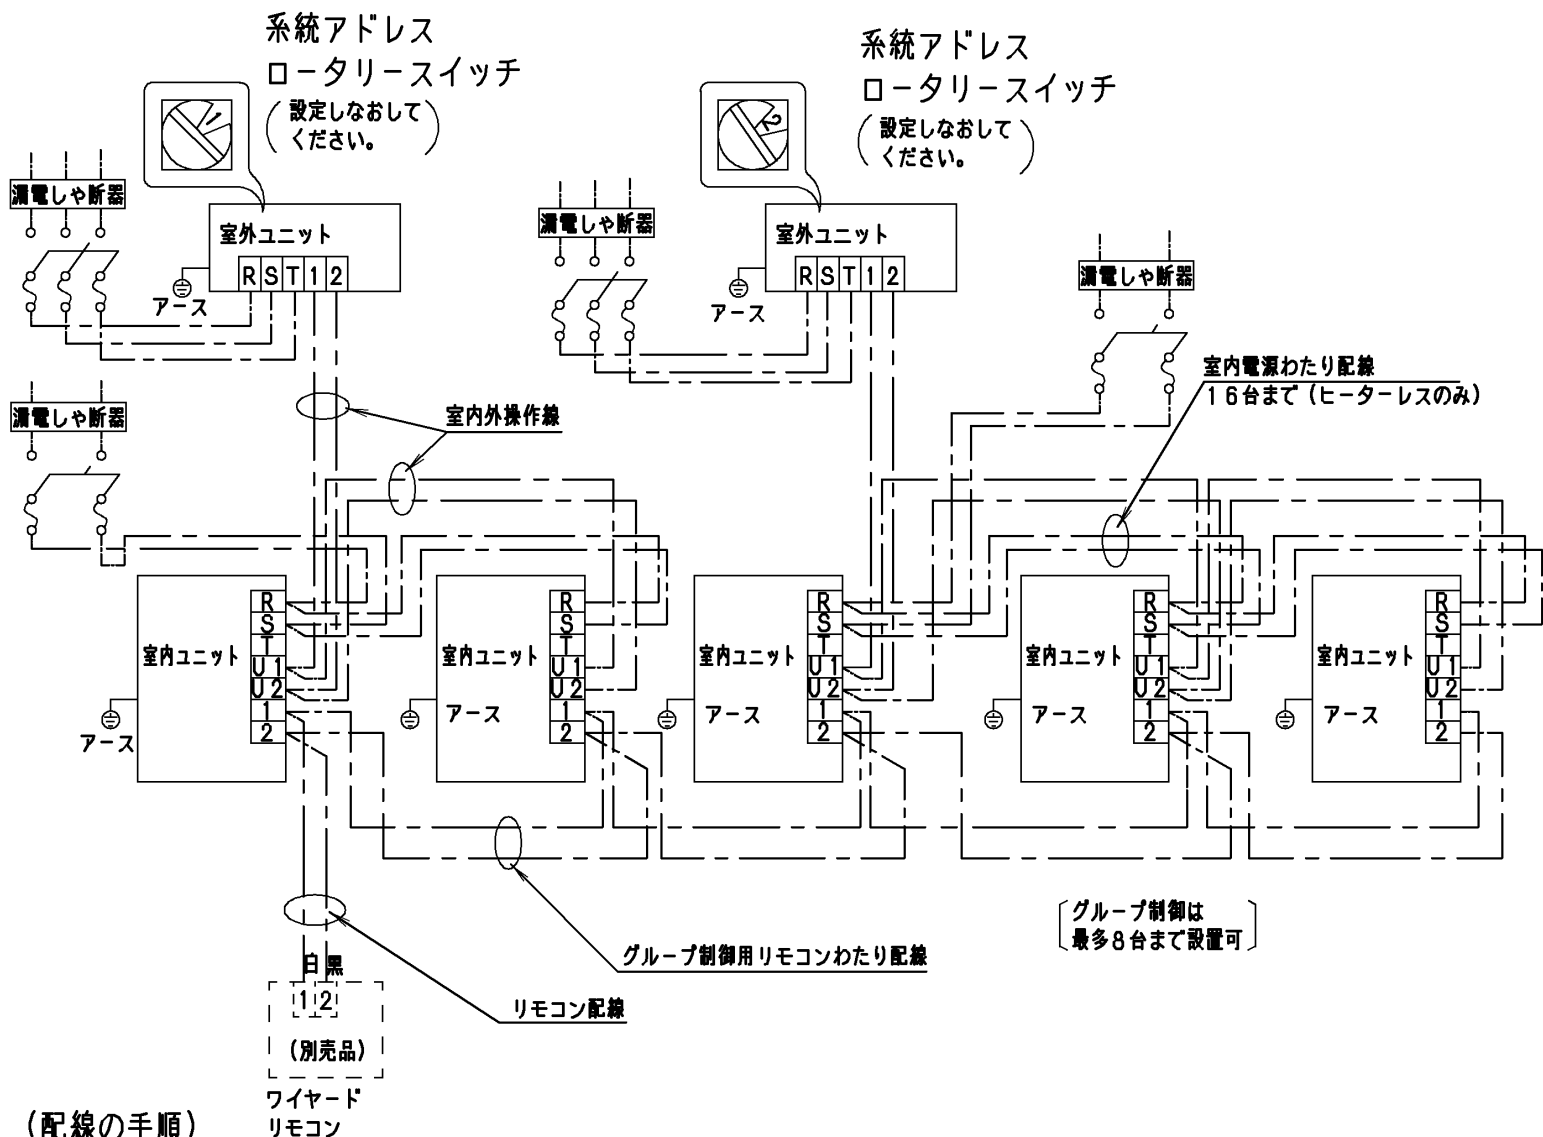 系統アドレス
ロータリースイッチ
(設定しなおして
ください。)
系統アドレス
ロータリースイッチ
(設定しなおして
ください。)
1
2
漏電しゃ断器
漏電しゃ断器
室外ユニット
R S T 1 2
アース
室外ユニット
R S T 1 2
アース
漏電しゃ断器
漏電しゃ断器
室内外操作線
室内電源わたり配線
16台まで(ヒーターレスのみ)
室内ユニット
R
S
T
U1
U2
1
2
アース
室内ユニット
R
S
T
U1
U2
1
2
アース
室内ユニット
R
S
T
U1
U2
1
2
アース
室内ユニット
R
S
T
U1
U2
1
2
アース
室内ユニット
R
S
T
U1
U2
1
2
アース
グループ制御は
最多8台まで設置可
グループ制御用リモコンわたり配線
リモコン配線
白 黒
1 2
(別売品)
ワイヤード
リモコン
(配線の手順)